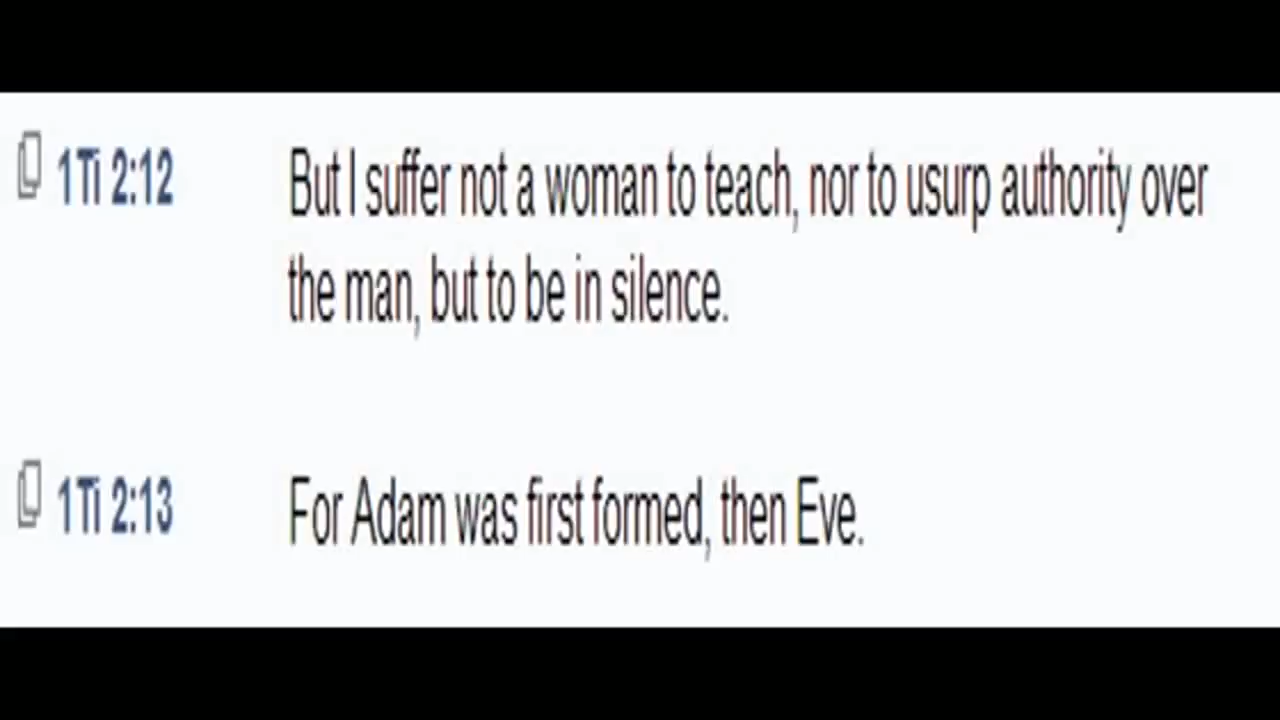 1Ti 2:12 But I suffer not a woman to teach, nor to usurp authority over
the man, but to be in silence.
1Ti 2:13 For Adam was first formed, then Eve.